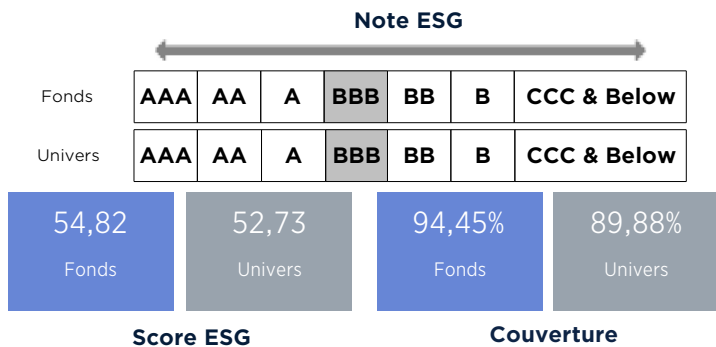 Note ESG
Fonds AAA AA A BBB BB B CCC & Below
Univers AAA AA A BBB BB B CCC & Below
54,82 52,73 94,45% 89,88%
Fonds Univers Fonds Univers
Score ESG Couverture